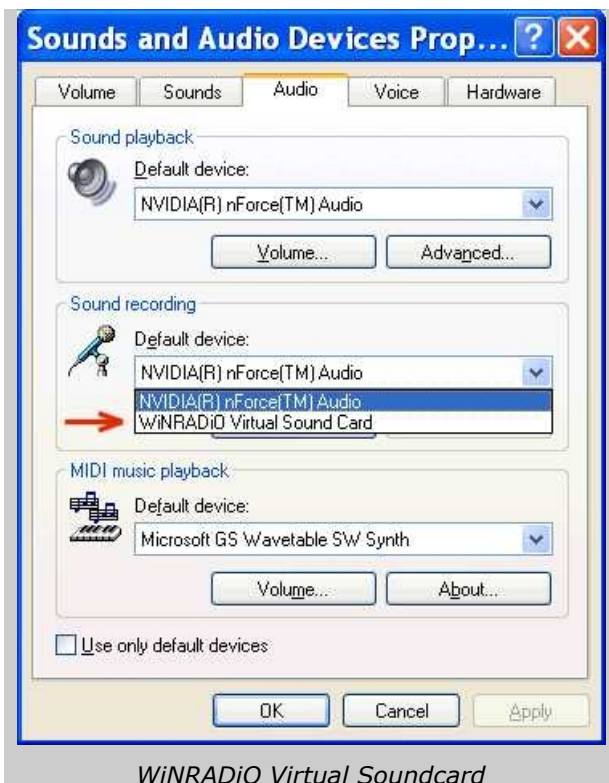 Sounds and Audio Devices Prop... ?
Volume Sounds Audio Voice Hardware
Sound playback
Default device:
NVIDIA(R) nForce(TM) Audio
Volume... Advanced...
Sound recording
Default device:
NVIDIA(R) nForce(TM) Audio
NVIDIA(R) nForce(TM) Audio
WiNRADiO Virtual Sound Card
MIDI music playback
Default device:
Microsoft GS Wavetable SW Synth
Volume... About...
Use only default devices
OK Cancel Apply
WiNRADiO Virtual Soundcard